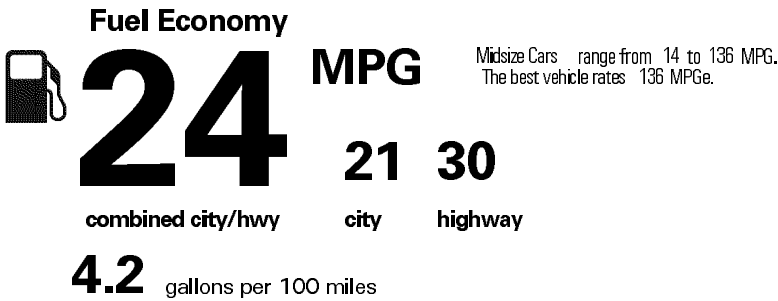 Fuel Economy
24 MPG
Midsize Cars range from 14 to 136 MPG.
The best vehicle rates 136 MPGe.
21 30
combined city/hwy city highway
4.2 gallons per 100 miles